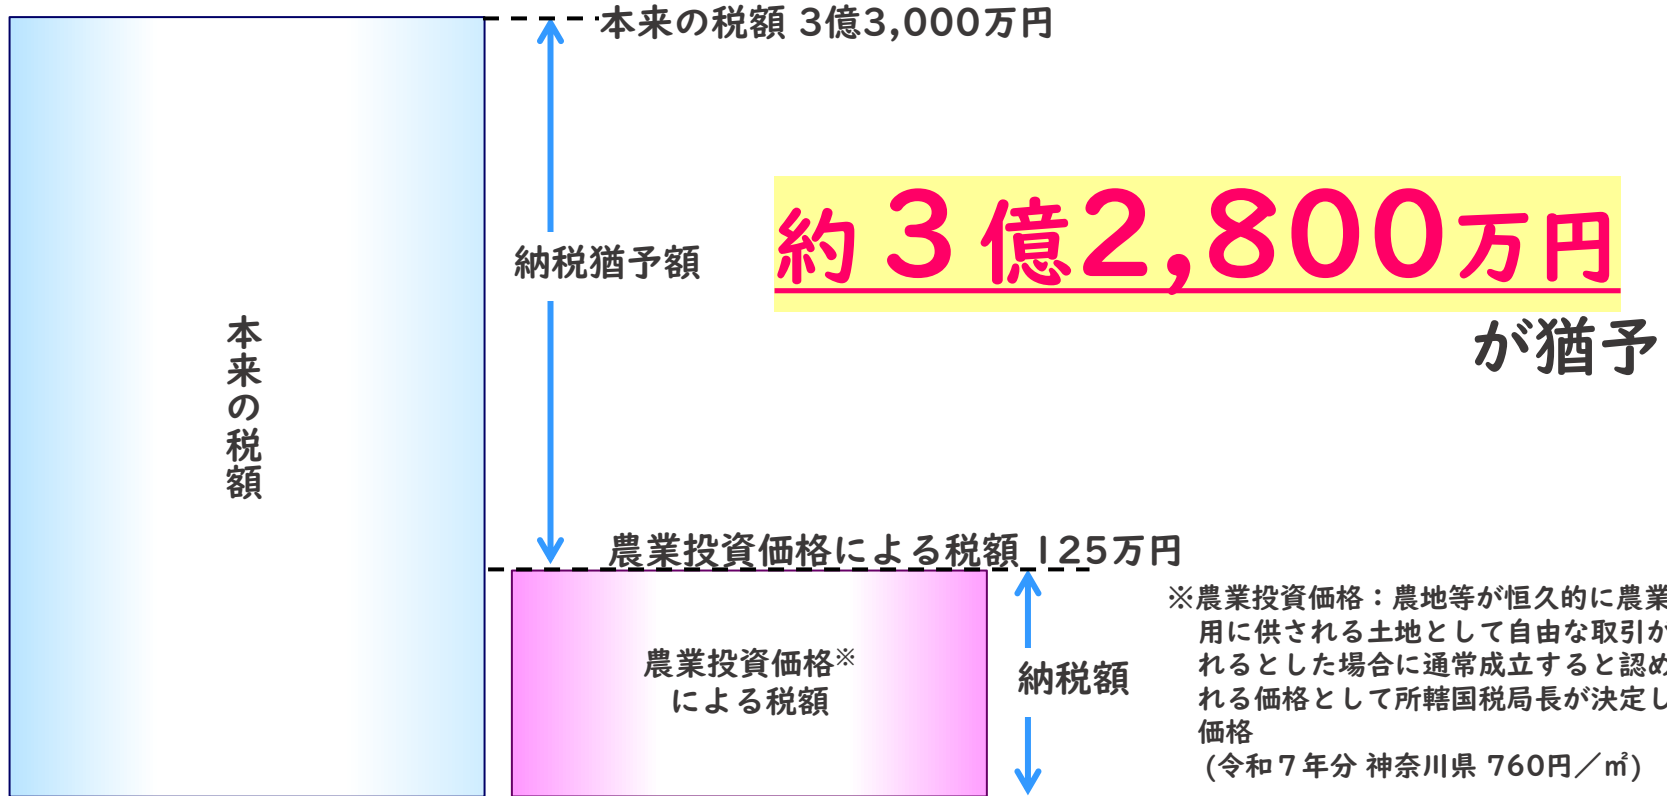 本来の税額 3億3,000万円
約3億2,800万円
納税猶予額
が猶予
本来の税額
農業投資価格による税額 125万円
農業投資価格※
による税額
納税額
※農業投資価格:農地等が恒久的に農業
用に供される土地として自由な取引か
れるとした場合に通常成立すると認め
れる価格として所轄国税局長が決定し
価格
(令和7年分 神奈川県 760円/㎡)